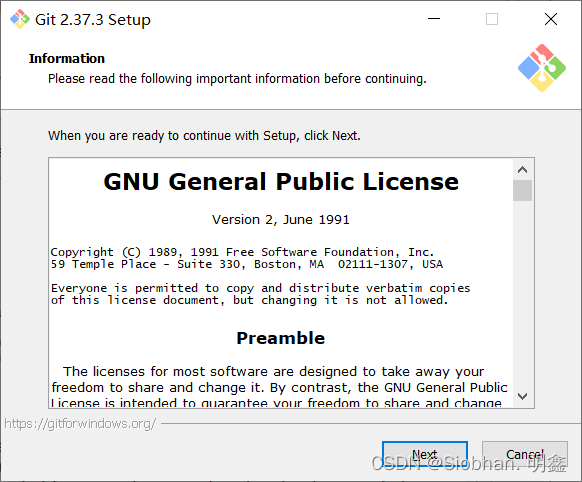 Git 2.37.3 Setup
Information
Please read the following important information before continuing.
When you are ready to continue with Setup, click Next.
GNU General Public License
Version 2, June 1991
Copyright (C) 1989, 1991 Free Software Foundation, Inc.
59 Temple Place - Suite 330, Boston, MA  02111-1307, USA
Everyone is permitted to copy and distribute verbatim copies
of this license document, but changing it is not allowed.
Preamble
The licenses for most software are designed to take away your
freedom to share and change it. By contrast, the GNU General Public
License is intended to guarantee your freedom to share and change
https://gitforwindows.org/
Next
Cancel
CSDN @Siobhan. 明鑫